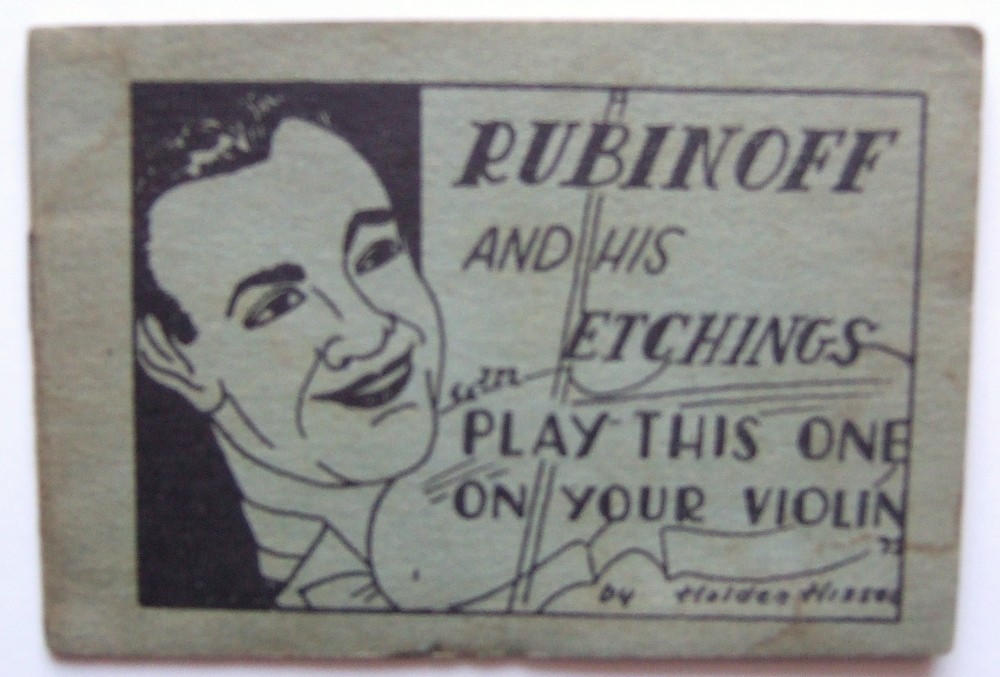 RUBINOFF
AND HIS
ETCHINGS
PLAY THIS ONE
ON YOUR VIOLIN
by